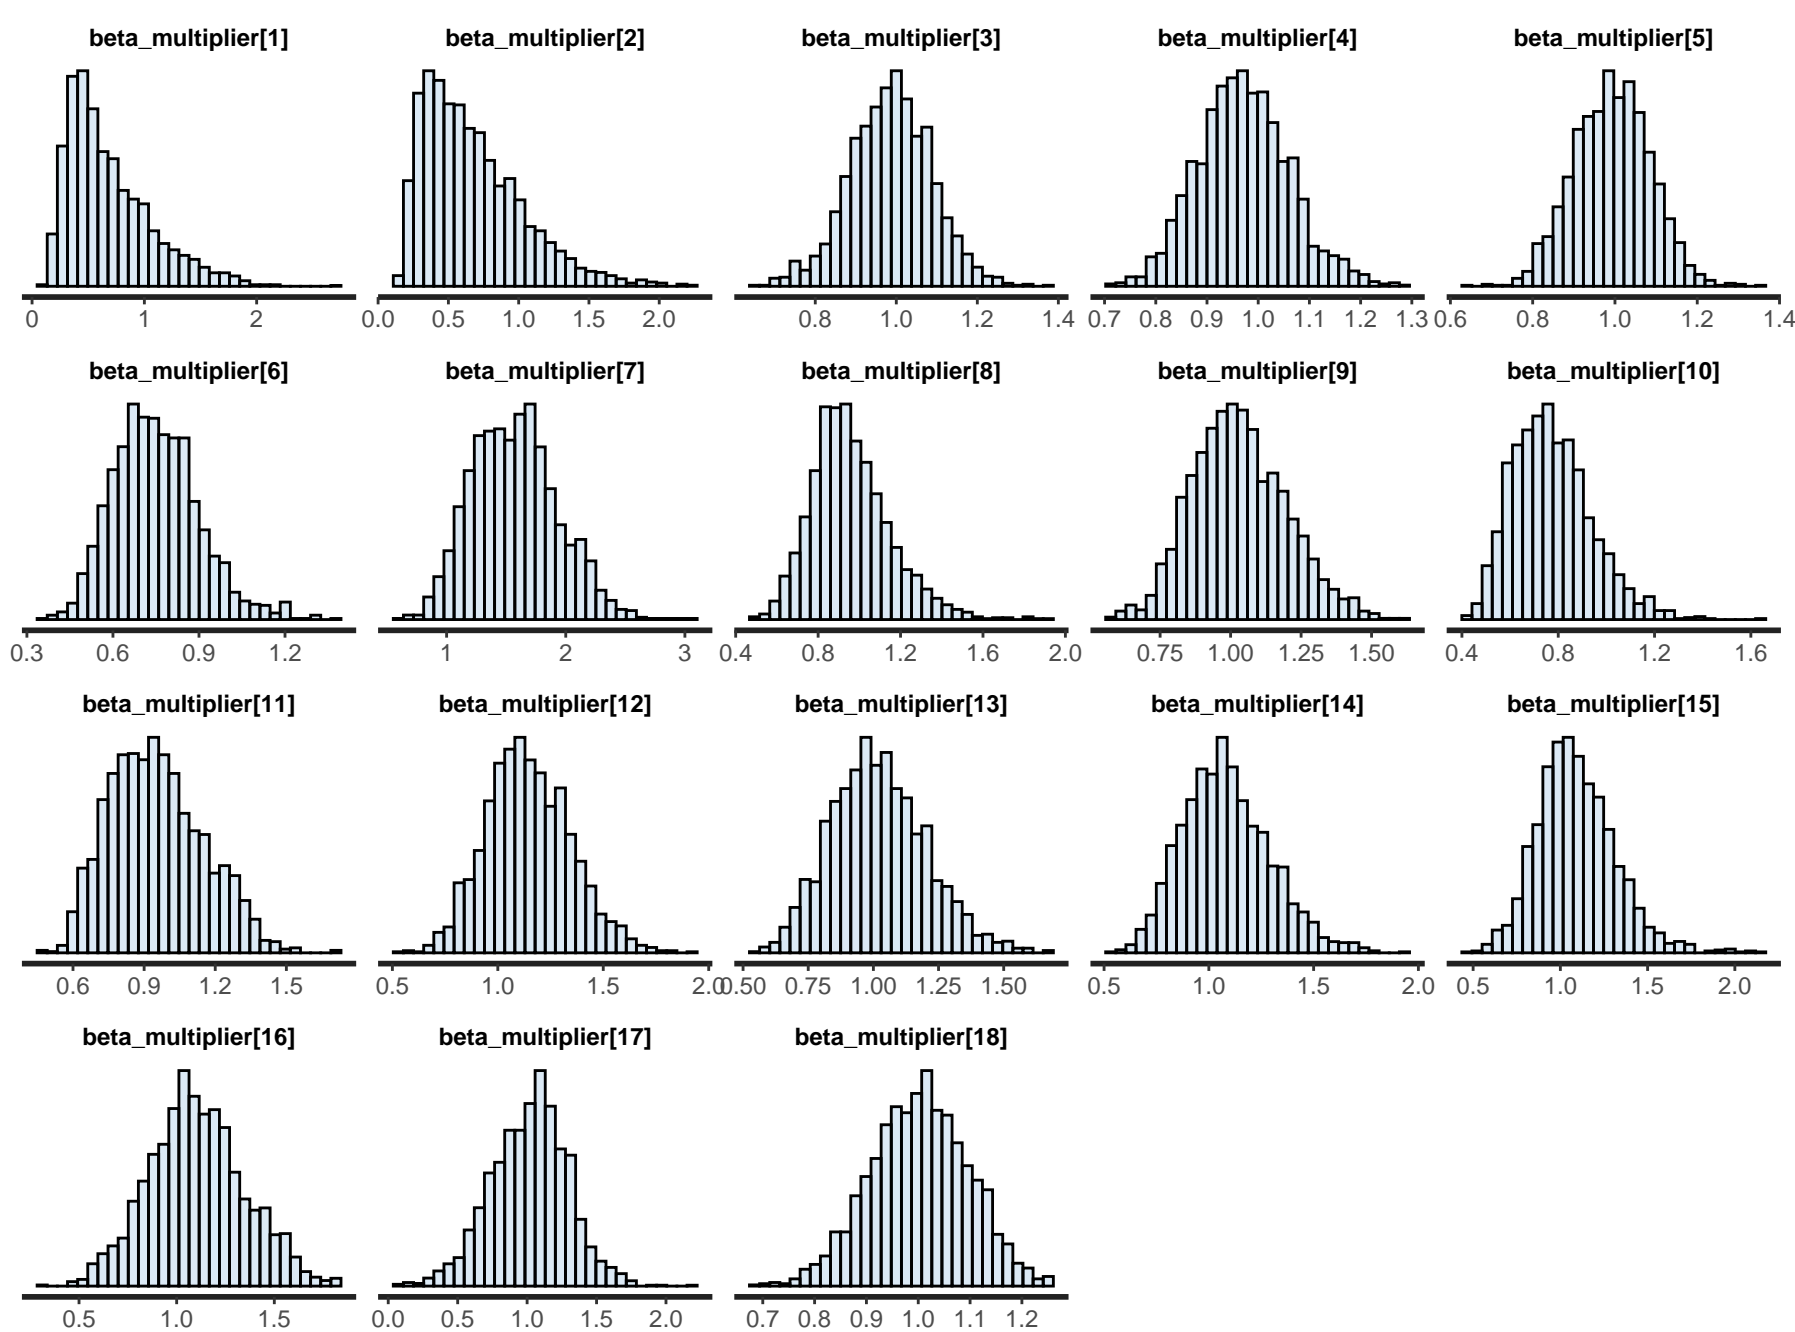 beta_multiplier[1] beta_multiplier[2] beta_multiplier[3] beta_multiplier[4] beta_multiplier[5]
0 1 2 0.0 0.5 1.0 1.5 2.0 0.8 1.0 1.2 1.4 0.7 0.8 0.9 1.0 1.1 1.2 1.3 0.6 0.8 1.0 1.2 1.4
beta_multiplier[6] beta_multiplier[7] beta_multiplier[8] beta_multiplier[9] beta_multiplier[10]
0.3 0.6 0.9 1.2 1 2 3 0.4 0.8 1.2 1.6 2.0 0.75 1.00 1.25 1.50 0.4 0.8 1.2 1.6
beta_multiplier[11] beta_multiplier[12] beta_multiplier[13] beta_multiplier[14] beta_multiplier[15]
0.6 0.9 1.2 1.5 0.5 1.0 1.5 2.0 0.50 0.75 1.00 1.25 1.50 0.5 1.0 1.5 2.0 0.5 1.0 1.5 2.0
beta_multiplier[16] beta_multiplier[17] beta_multiplier[18]
0.5 1.0 1.5 0.0 0.5 1.0 1.5 2.0 0.7 0.8 0.9 1.0 1.1 1.2